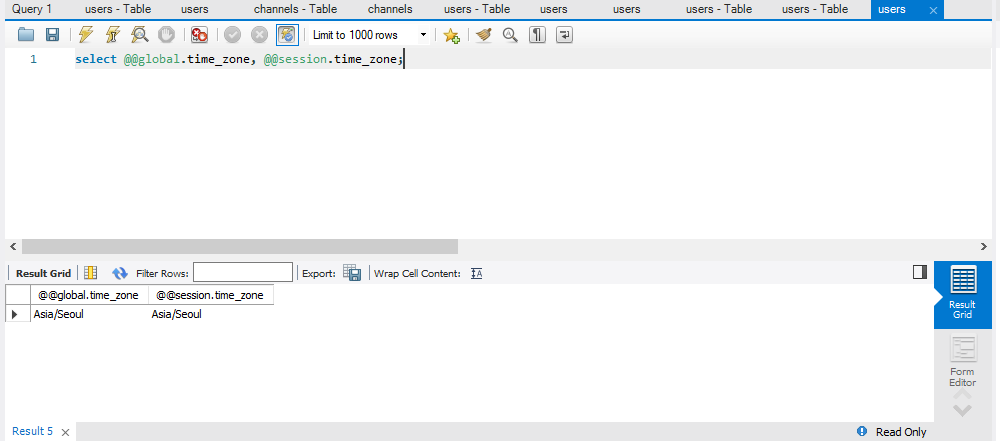 Query 1 users - Table users channels - Table channels users - Table users users users - Table users - Table users
Limit to 1000 rows
1 select @@global.time_zone, @@session.time_zone;
Result Grid Filter Rows: Export: Wrap Cell Content:
@@global.time_zone @@session.time_zone
Asia/Seoul Asia/Seoul
Result
Grid
Form
Editor
Result 5 Read Only